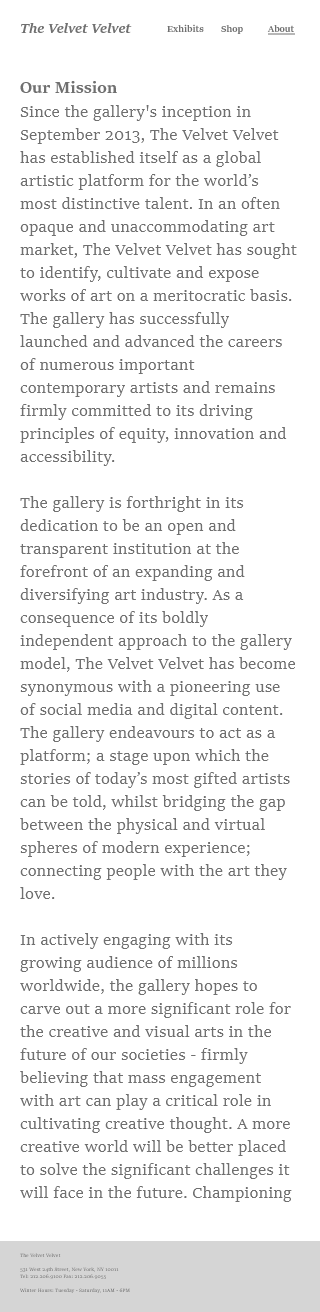 The Velvet Velvet
Exhibits Shop About
Our Mission
Since the gallery's inception in
September 2013, The Velvet Velvet
has established itself as a global
artistic platform for the world’s
most distinctive talent. In an often
opaque and unaccommodating art
market, The Velvet Velvet has sought
to identify, cultivate and expose
works of art on a meritocratic basis.
The gallery has successfully
launched and advanced the careers
of numerous important
contemporary artists and remains
firmly committed to its driving
principles of equity, innovation and
accessibility.
The gallery is forthright in its
dedication to be an open and
transparent institution at the
forefront of an expanding and
diversifying art industry. As a
consequence of its boldly
independent approach to the gallery
model, The Velvet Velvet has become
synonymous with a pioneering use
of social media and digital content.
The gallery endeavours to act as a
platform; a stage upon which the
stories of today’s most gifted artists
can be told, whilst bridging the gap
between the physical and virtual
spheres of modern experience;
connecting people with the art they
love.
In actively engaging with its
growing audience of millions
worldwide, the gallery hopes to
carve out a more significant role for
the creative and visual arts in the
future of our societies - firmly
believing that mass engagement
with art can play a critical role in
cultivating creative thought. A more
creative world will be better placed
to solve the significant challenges it
will face in the future. Championing
The Velvet Velvet
West 24th Street, New York, NY
Tel: Fax:
Winter Hours: Tuesday - Saturday, 11AM - 6PM